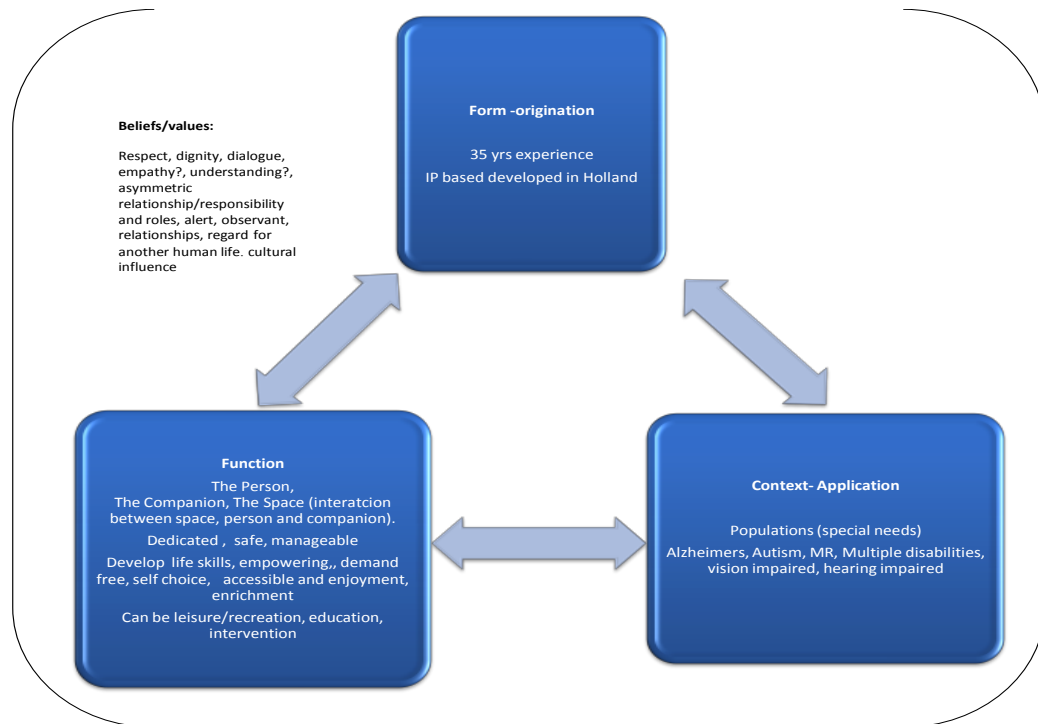 Form -origination
35 yrs experience
IP based developed in Holland
Beliefs/values:
Respect, dignity, dialogue,
empathy?, understanding?,
asymmetric
relationship/responsibility
and roles, alert, observant,
relationships, regard for
another human life. cultural
influence
Function
The Person,
The Companion, The Space (interatcion
between space, person and companion).
Dedicated , safe, manageable
Develop life skills, empowering,, demand
free, self choice, accessible and enjoyment,
enrichment
Can be leisure/recreation, education,
intervention
Context- Application
Populations (special needs)
Alzheimers, Autism, MR, Multiple disabilities,
vision impaired, hearing impaired